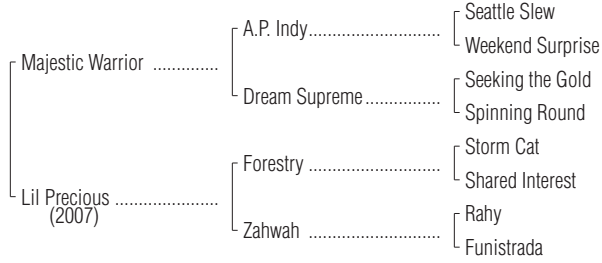 Seattle Slew
A.P. Indy
Weekend Surprise
Majestic Warrior
Seeking the Gold
Dream Supreme
Spinning Round
Storm Cat
Forestry
Shared Interest
Lil Precious
(2007)
Rahy
Zahwah
Funistrada